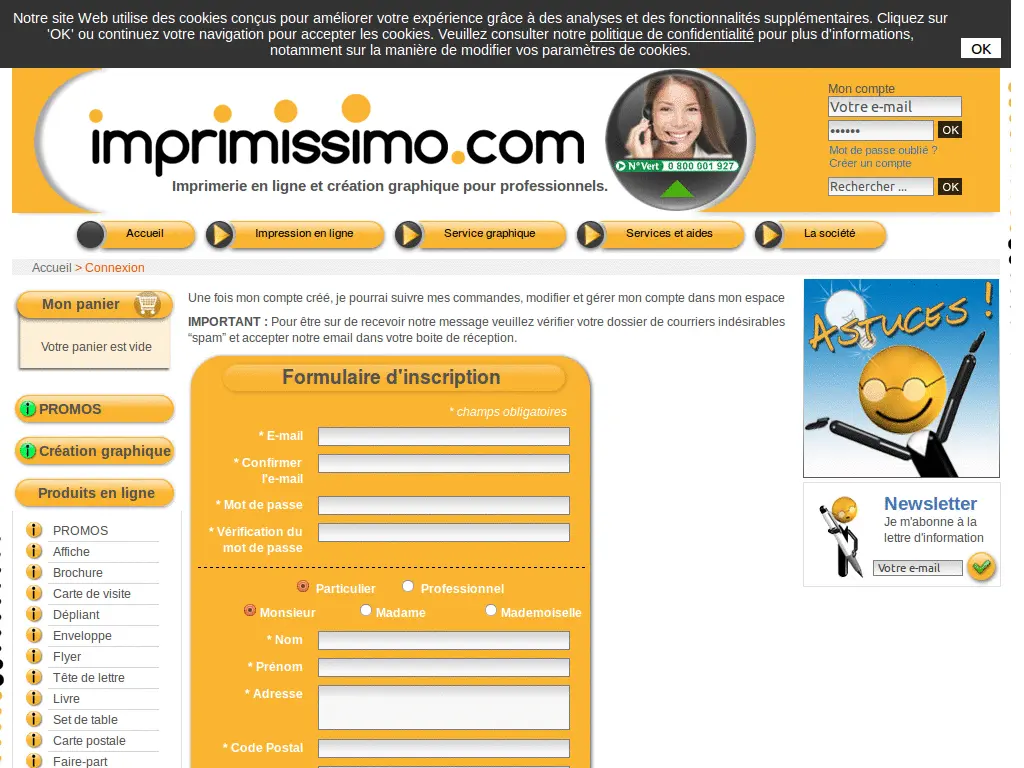 Notre site Web utilise des cookies conçus pour améliorer votre expérience grâce à des analyses et des fonctionnalités supplémentaires. Cliquez sur
'OK' ou continuez votre navigation pour accepter les cookies. Veuillez consulter notre politique de confidentialité pour plus d'informations,
notamment sur la manière de modifier vos paramètres de cookies.
OK
imprimissimo.com
Imprimerie en ligne et création graphique pour professionnels.
N° Vert 0 800 001 927
Mon compte
Votre e-mail
•••••• OK
Mot de passe oublié ?
Créer un compte
Rechercher ... OK
Accueil Impression en ligne Service graphique Services et aides La société
Accueil > Connexion
Mon panier
Votre panier est vide
PROMOS
Création graphique
Produits en ligne
PROMOS
Affiche
Brochure
Carte de visite
Dépliant
Enveloppe
Flyer
Tête de lettre
Livre
Set de table
Carte postale
Faire-part
Une fois mon compte créé, je pourrai suivre mes commandes, modifier et gérer mon compte dans mon espace
IMPORTANT : Pour être sur de recevoir notre message veuillez vérifier votre dossier de courriers indésirables
“spam” et accepter notre email dans votre boite de réception.
Formulaire d'inscription
* champs obligatoires
* E-mail
* Confirmer
l'e-mail
* Mot de passe
* Vérification du
mot de passe
Particulier Professionnel
Monsieur Madame Mademoiselle
* Nom
* Prénom
* Adresse
* Code Postal
ASTUCES !
Newsletter
Je m'abonne à la
lettre d'information
Votre e-mail